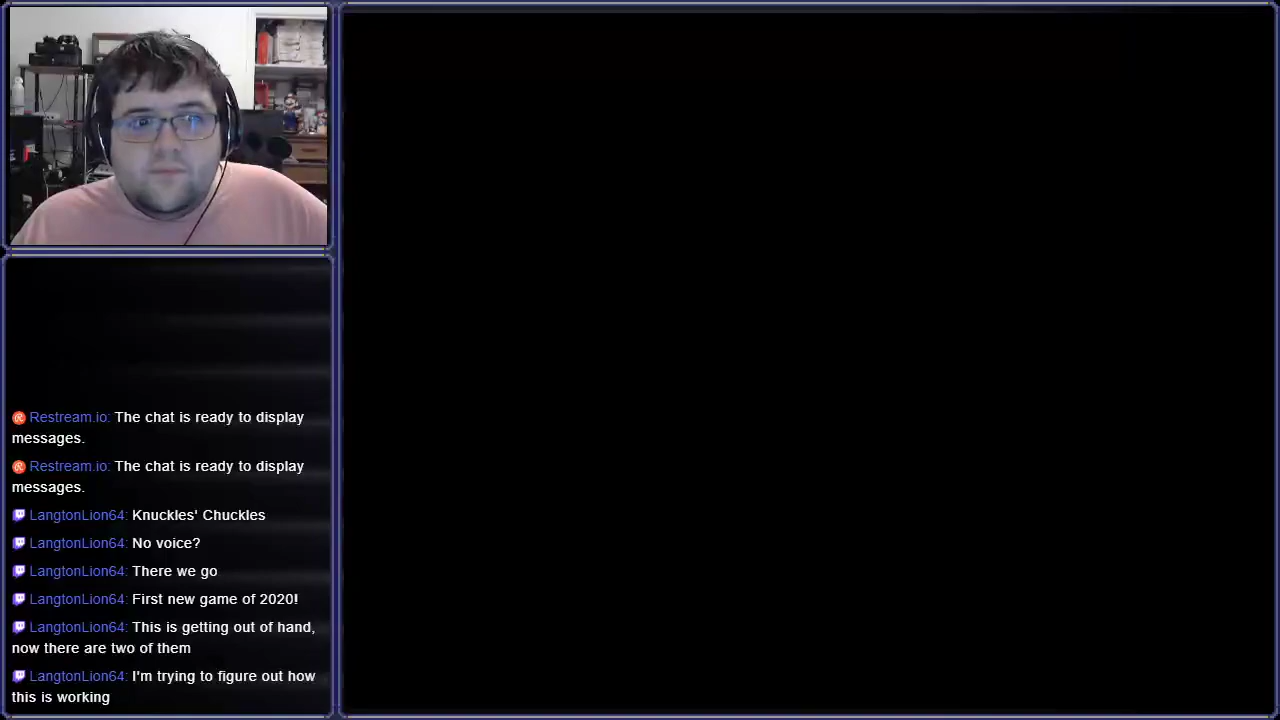 Restream.io: The chat is ready to display
messages.
Restream.io: The chat is ready to display
messages.
LangtonLion64: Knuckles' Chuckles
LangtonLion64: No voice?
LangtonLion64: There we go
LangtonLion64: First new game of 2020!
LangtonLion64: This is getting out of hand,
now there are two of them
LangtonLion64: I'm trying to figure out how
this is working